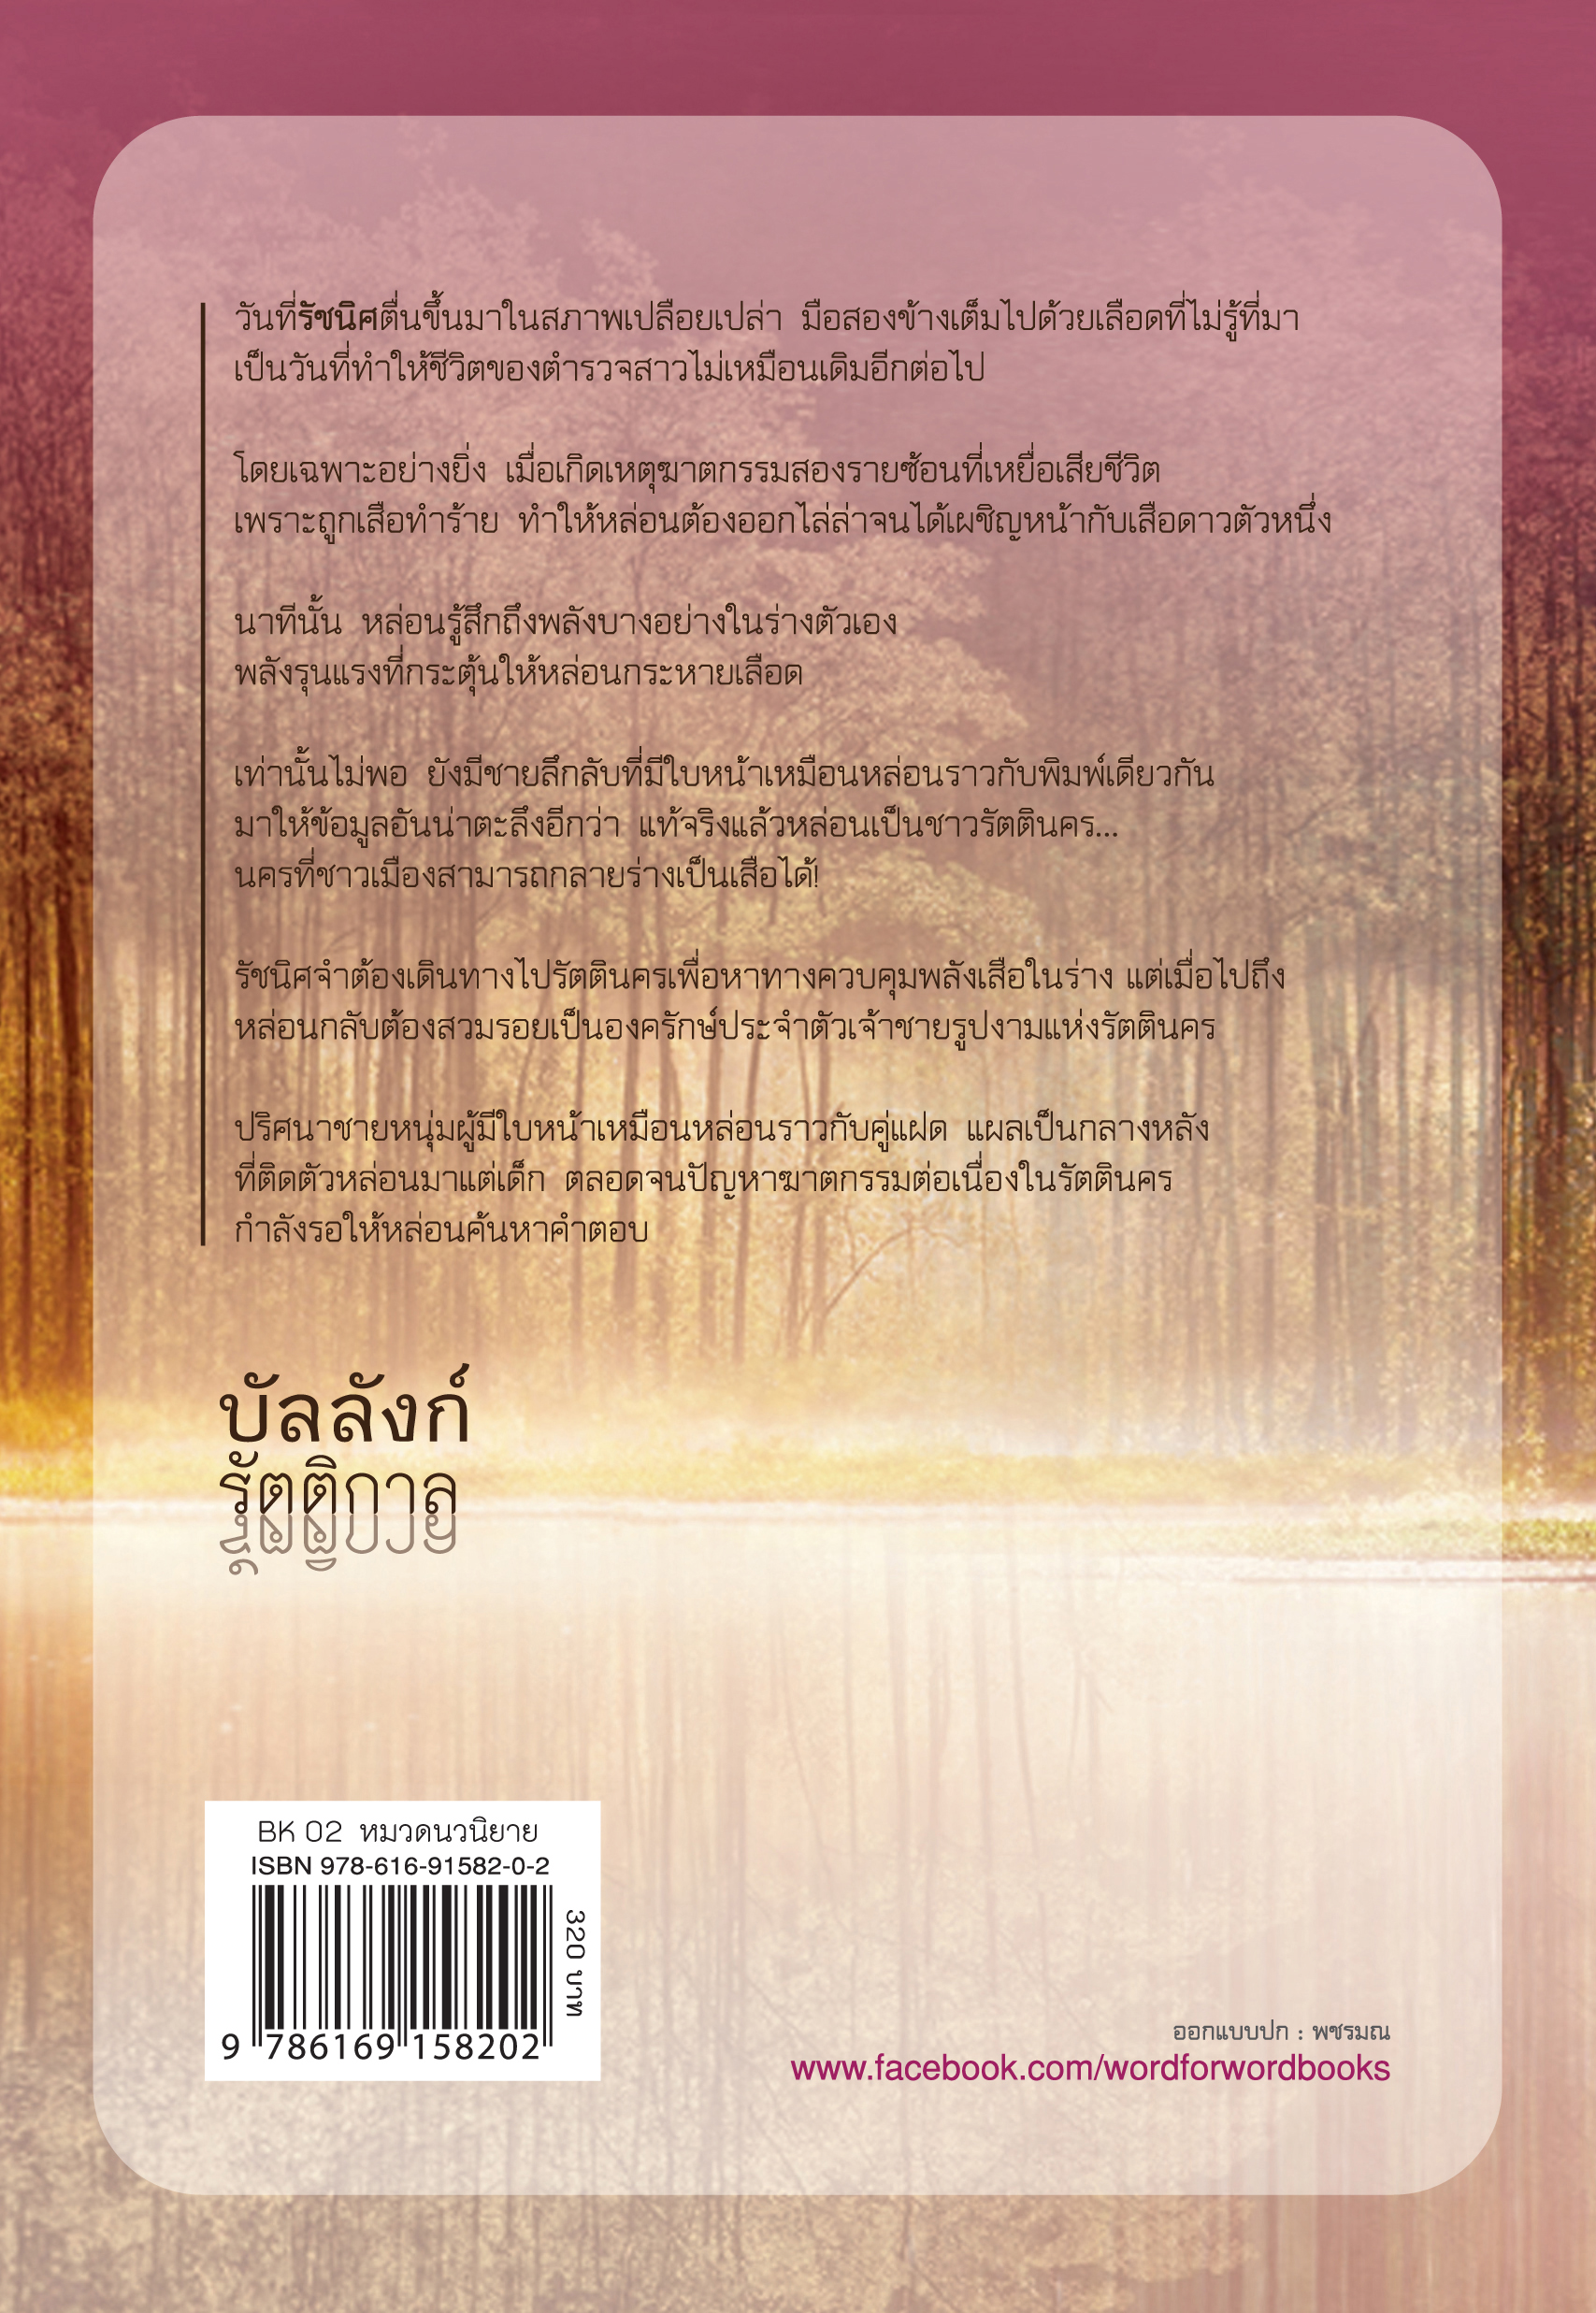 วันที่รัชนิศตื่นขึ้นมาในสภาพเปลือยเปล่า มือสองข้างเต็มไปด้วยเลือดที่ไม่รู้ที่มา
เป็นวันที่ทำให้ชีวิตของตำรวจสาวไม่เหมือนเดิมอีกต่อไป
โดยเฉพาะอย่างยิ่ง เมื่อเกิดเหตุฆาตกรรมสองรายซ้อนที่เหยื่อเสียชีวิต
เพราะถูกเสือทำร้าย ทำให้หล่อนต้องออกไล่ล่าจนได้เผชิญหน้ากับเสือดาวตัวหนึ่ง
นาทีนั้น หล่อนรู้สึกถึงพลังบางอย่างในร่างตัวเอง
พลังรุนแรงที่กระตุ้นให้หล่อนกระหายเลือด
เท่านั้นไม่พอ ยังมีชายลึกลับที่มีใบหน้าเหมือนหล่อนราวกับพิมพ์เดียวกัน
มาให้ข้อมูลอันน่าตะลึงอีกว่า แท้จริงแล้วหล่อนเป็นชาวรัตตินคร...
นครที่ชาวเมืองสามารถกลายร่างเป็นเสือได้!
รัชนิศจำต้องเดินทางไปรัตตินครเพื่อหาทางควบคุมพลังเสือในร่าง แต่เมื่อไปถึง
หล่อนกลับต้องสวมรอยเป็นองครักษ์ประจำตัวเจ้าชายรูปงามแห่งรัตตินคร
ปริศนาชายหนุ่มผู้มีใบหน้าเหมือนหล่อนราวกับคู่แฝด แผลเป็นกลางหลัง
ที่ติดตัวหล่อนมาแต่เด็ก ตลอดจนปัญหาฆาตกรรมต่อเนื่องในรัตตินคร
กำลังรอให้หล่อนค้นหาคำตอบ
บัลลังก์
รัตติกาล
BK 02 หมวดนวนิยาย
ISBN 978-616-91582-0-2
320 บาท
9 786169 158202
ออกแบบปก : พชรมณ
www.facebook.com/wordforwordbooks